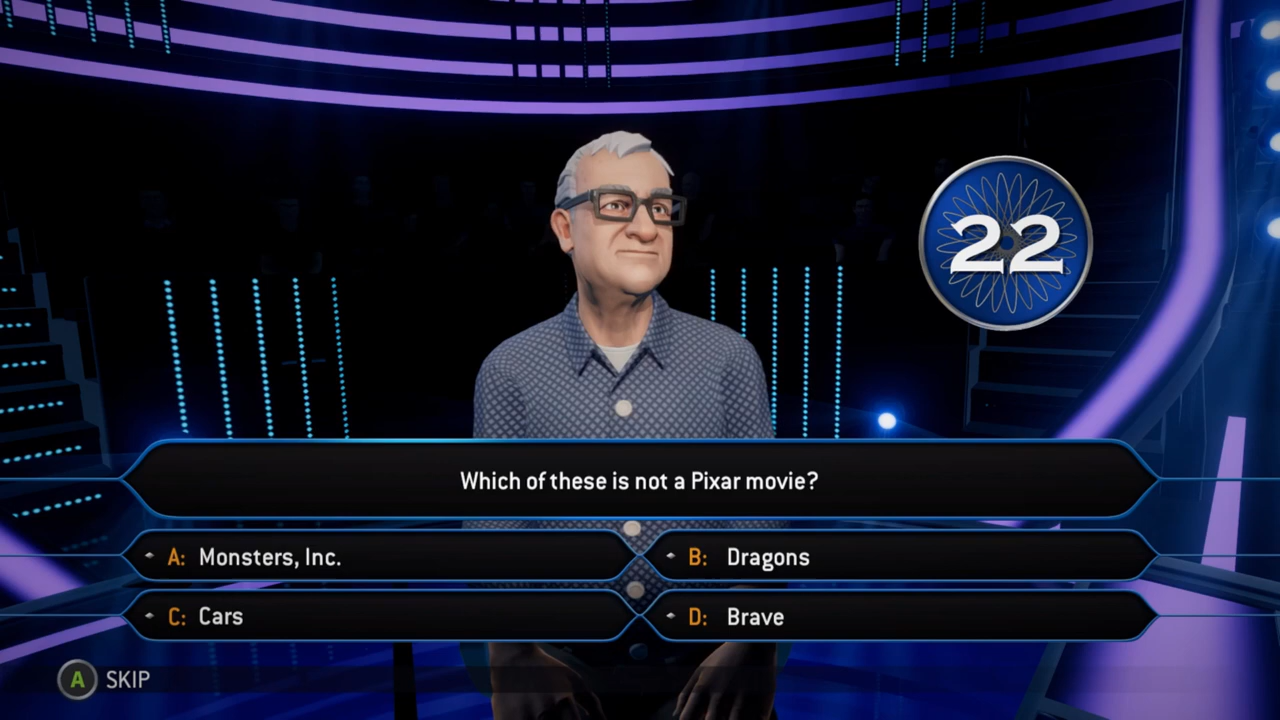 22
Which of these is not a Pixar movie?
A: Monsters, Inc.
B: Dragons
C: Cars
D: Brave
A SKIP